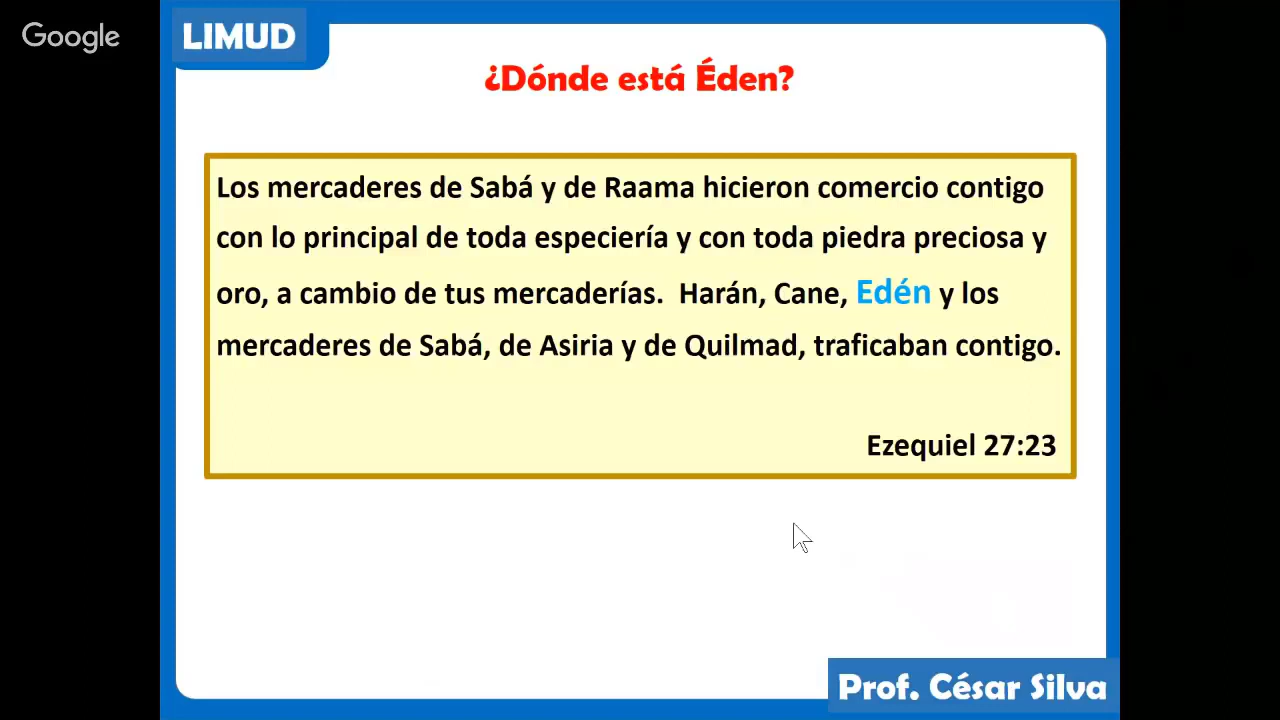 Google
LIMUD
¿Dónde está Éden?
Los mercaderes de Sabá y de Raama hicieron comercio contigo
con lo principal de toda especiería y con toda piedra preciosa y
oro, a cambio de tus mercaderías. Harán, Cane, Edén y los
mercaderes de Sabá, de Asiria y de Quilmad, traficaban contigo.
Ezequiel 27:23
Prof. César Silva